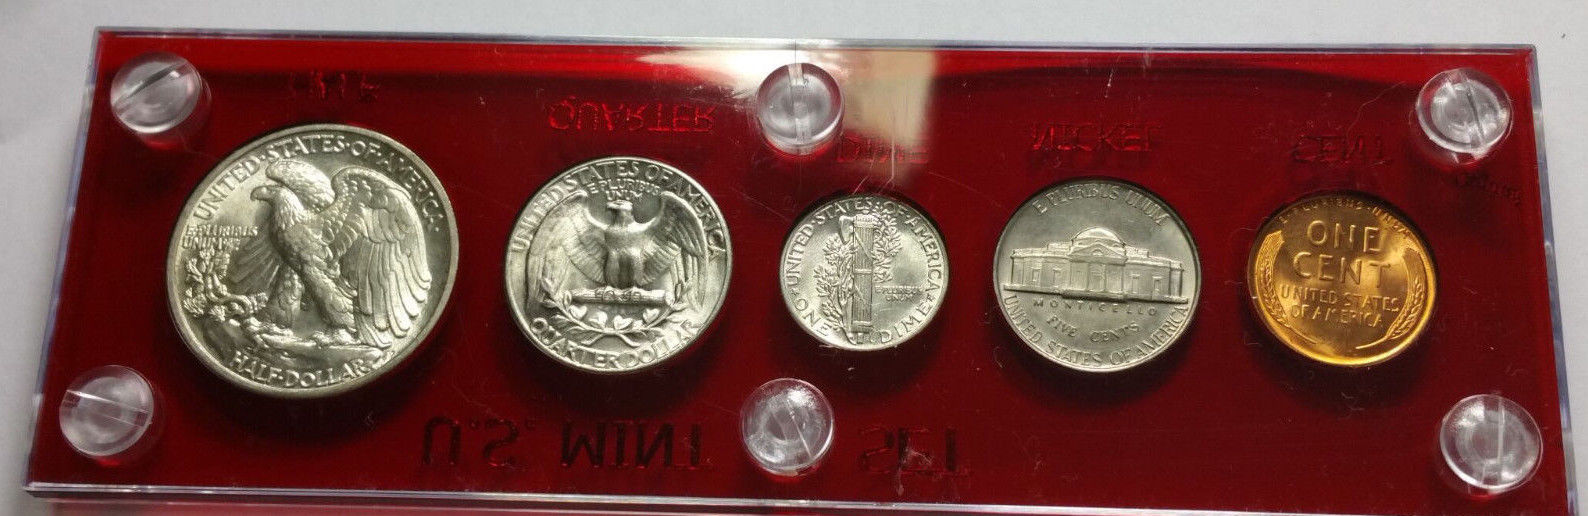 UNITED·STATES·OF·AMERICA·
E·PLURIBUS
UNUM
HALF·DOLLAR
QUARTER
UNITED STATES OF AMERICA
E PLURIBUS
UNUM
QUARTER DOLLAR
DIME
·UNITED·STATES·OF·AMERICA·
E·PLURIBUS
UNUM
ONE DIME
NICKEL
E PLURIBUS UNUM
MONTICELLO
FIVE CENTS
UNITED STATES OF AMERICA
CENT
E·PLURIBUS·UNUM
ONE
CENT
UNITED STATES
OF AMERICA
U.S. MINT SET